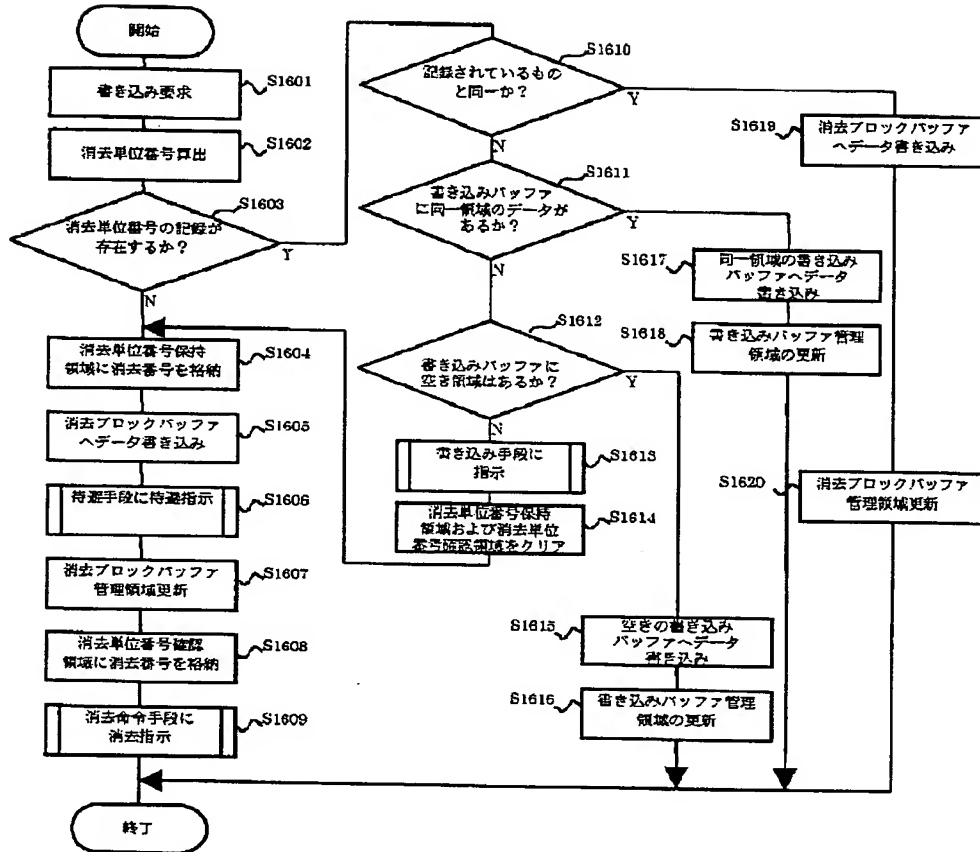 開始
書き込み要求
S1601
消去単位番号算出
S1602
消去単位番号の記録が
存在するか？
S1603
Y
N
消去単位番号保持
領域に消去番号を格納
S1604
消去ブロックバッファ
へデータ書き込み
S1605
待避手段に待避指示
S1606
消去ブロックバッファ
管理領域更新
S1607
消去単位番号確認
領域に消去番号を格納
S1608
消去命令手段に
消去指示
S1609
終了
記録されているもの
と同一か？
S1610
Y
N
書き込みバッファ
に同一領域のデータが
あるか？
S1611
Y
N
書き込みバッファに
空き領域はあるか？
S1612
Y
N
書き込み手段に
指示
S1613
消去単位番号保持
領域および消去単位
番号確認領域をクリア
S1614
S1615
空きの書き込み
バッファへデータ
書き込み
S1616
書き込みバッファ管理
領域の更新
S1617
同一領域の書き込み
バッファへデータ
書き込み
S1618
書き込みバッファ管理
領域の更新
S1619
消去ブロックバッファ
へデータ書き込み
S1620
消去ブロックバッファ
管理領域更新